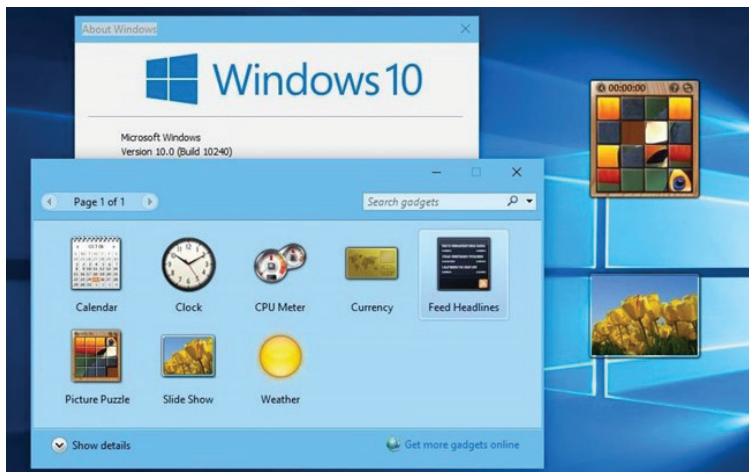 About Windows
Windows 10
Microsoft Windows
Version 10.0 (Build 10240)
00:00:00
Page 1 of 1
Search gadgets
Calendar Clock CPU Meter Currency Feed Headlines
Picture Puzzle Slide Show Weather
Show details
Get more gadgets online